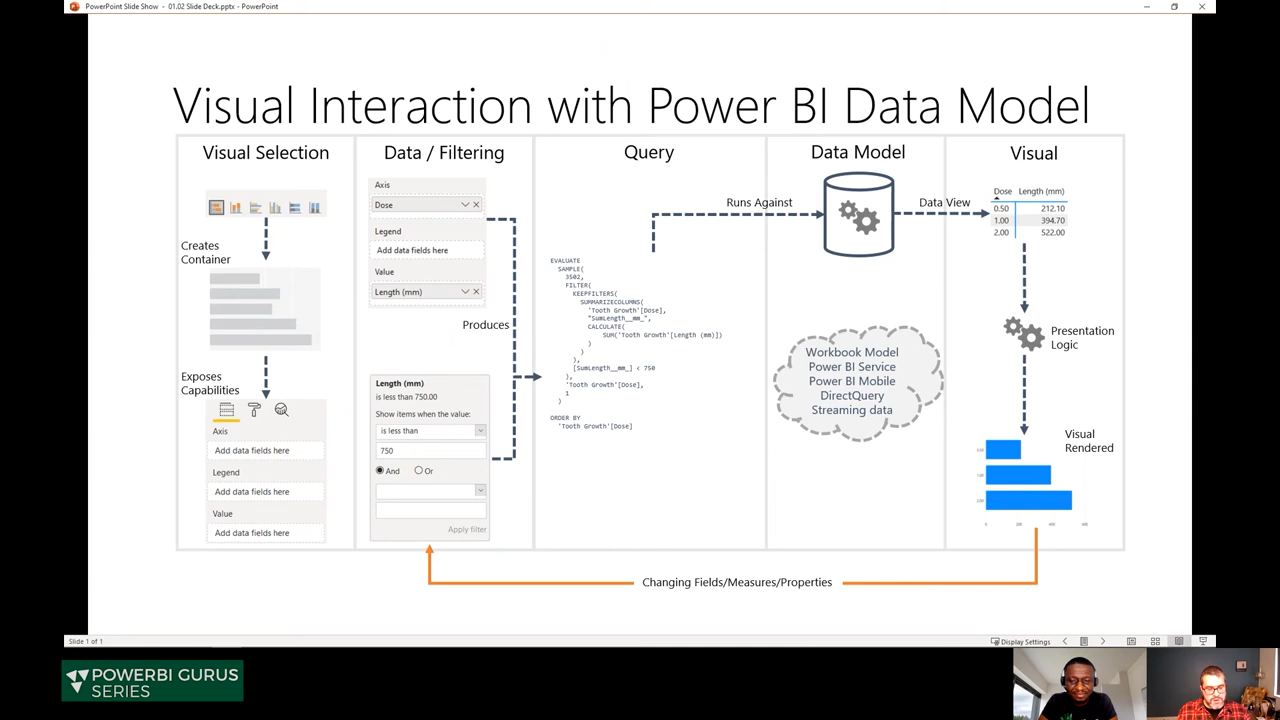 PowerPoint Slide Show - 01.02 Slide Deck.pptx - PowerPoint
Visual Interaction with Power BI Data Model
Visual Selection
Creates
Container
Exposes
Capabilities
Axis
Add data fields here
Legend
Add data fields here
Value
Add data fields here
Data / Filtering
Axis
Dose
Legend
Add data fields here
Value
Length (mm)
Produces
Length (mm)
is less than 750.00
Show items when the value:
is less than
750
And Or
Apply filter
Query
EVALUATE
SAMPLE(
3502,
FILTER(
KEEPFILTERS(
SUMMARIZECOLUMNS(
'Tooth Growth'[Dose],
"SumLength__mm_",
CALCULATE(
SUM('Tooth Growth'[Length (mm)])
)
)
),
[SumLength__mm_] < 750
),
'Tooth Growth'[Dose],
1
)
ORDER BY
'Tooth Growth'[Dose]
Runs Against
Data Model
Workbook Model
Power BI Service
Power BI Mobile
DirectQuery
Streaming data
Data View
Visual
Dose Length (mm)
0.50 212.10
1.00 394.70
2.00 522.00
Presentation
Logic
Visual
Rendered
Changing Fields/Measures/Properties
Slide 1 of 1
Display Settings
POWERBI GURUS
SERIES